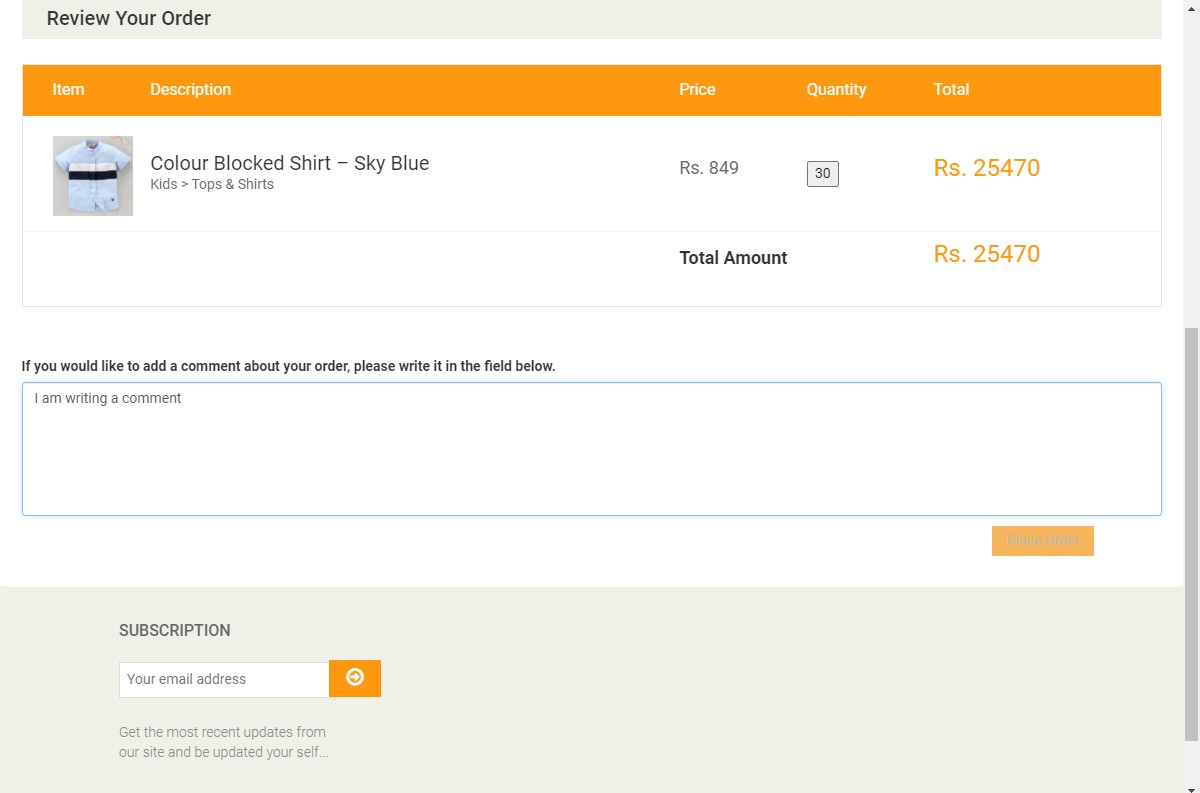 Review Your Order
Item Description Price Quantity Total
Colour Blocked Shirt – Sky Blue Rs. 849 30 Rs. 25470
Kids > Tops & Shirts
Total Amount Rs. 25470
If you would like to add a comment about your order, please write it in the field below.
I am writing a comment
Place Order
SUBSCRIPTION
Your email address
Get the most recent updates from
our site and be updated your self...